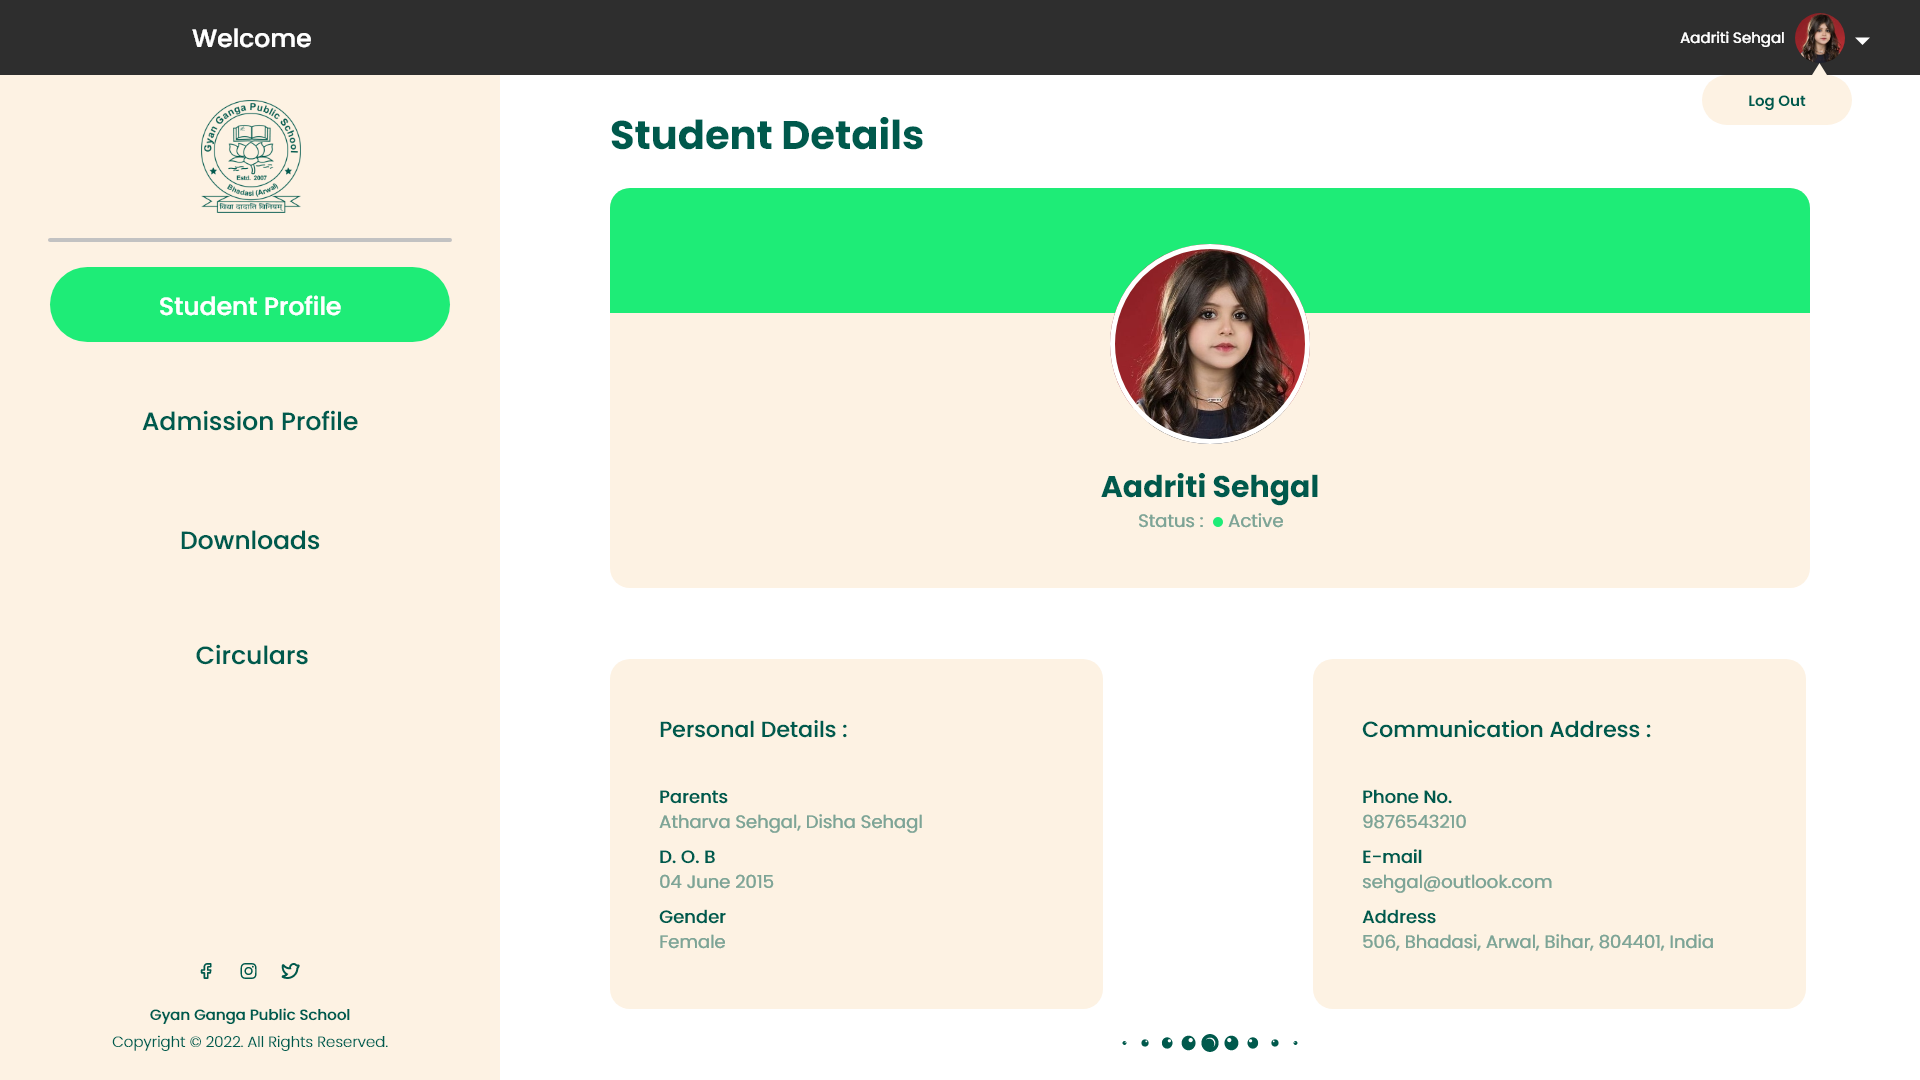 Welcome
Aadriti Sehgal
Log Out
Gyan Ganga Public School
Estd. 2007
Bhadasi (Arwal)
Student Profile
Admission Profile
Downloads
Circulars
Gyan Ganga Public School
Copyright © 2022. All Rights Reserved.
Student Details
Aadriti Sehgal
Status : Active
Personal Details :
Parents
Atharva Sehgal, Disha Sehagl
D. O. B
04 June 2015
Gender
Female
Communication Address :
Phone No.
9876543210
E-mail
sehgal@outlook.com
Address
506, Bhadasi, Arwal, Bihar, 804401, India